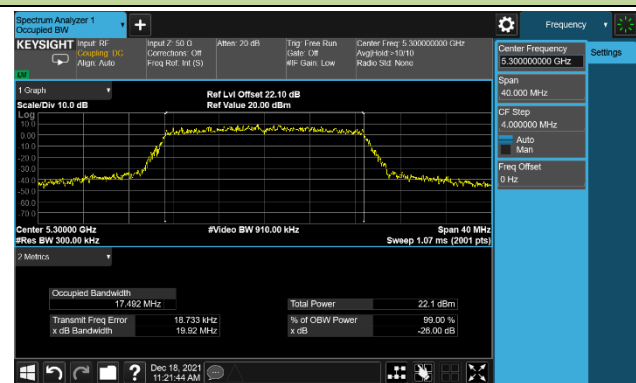 Spectrum Analyzer 1
Occupied BW
Frequency
KEYSIGHT
Input: RF
Coupling: DC
Align: Auto
Input Z: 50 Ω
Corrections: Off
Freq Ref: Int (S)
Atten: 20 dB
Trig: Free Run
Gate: Off
#IF Gain: Low
Center Freq: 5.300000000 GHz
Avg|Hold:>10/10
Radio Std: None
LM
Center Frequency
5.300000000 GHz
Settings
Span
40.000 MHz
CF Step
4.000000 MHz
Auto
Man
Freq Offset
0 Hz
1 Graph
Scale/Div 10.0 dB
Ref Lvl Offset 22.10 dB
Ref Value 20.00 dBm
Log
10.0
0.00
-10.0
-20.0
-30.0
-40.0
-50.0
-60.0
-70.0
Center 5.30000 GHz
#Res BW 300.00 kHz
#Video BW 910.00 kHz
Span 40 MHz
Sweep 1.07 ms (2001 pts)
2 Metrics
Occupied Bandwidth
17.492 MHz
Total Power 22.1 dBm
Transmit Freq Error 18.733 kHz
% of OBW Power 99.00 %
x dB Bandwidth 19.92 MHz
x dB -26.00 dB
Dec 18, 2021
11:21:44 AM